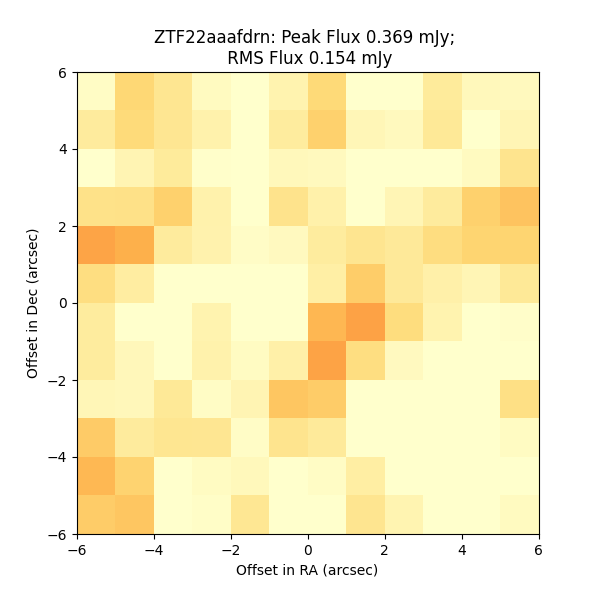 ZTF22aaafdrn: Peak Flux 0.369 mJy;
RMS Flux 0.154 mJy
6
4
2
0
−2
−4
−6
Offset in Dec (arcsec)
−6 −4 −2 0 2 4 6
Offset in RA (arcsec)